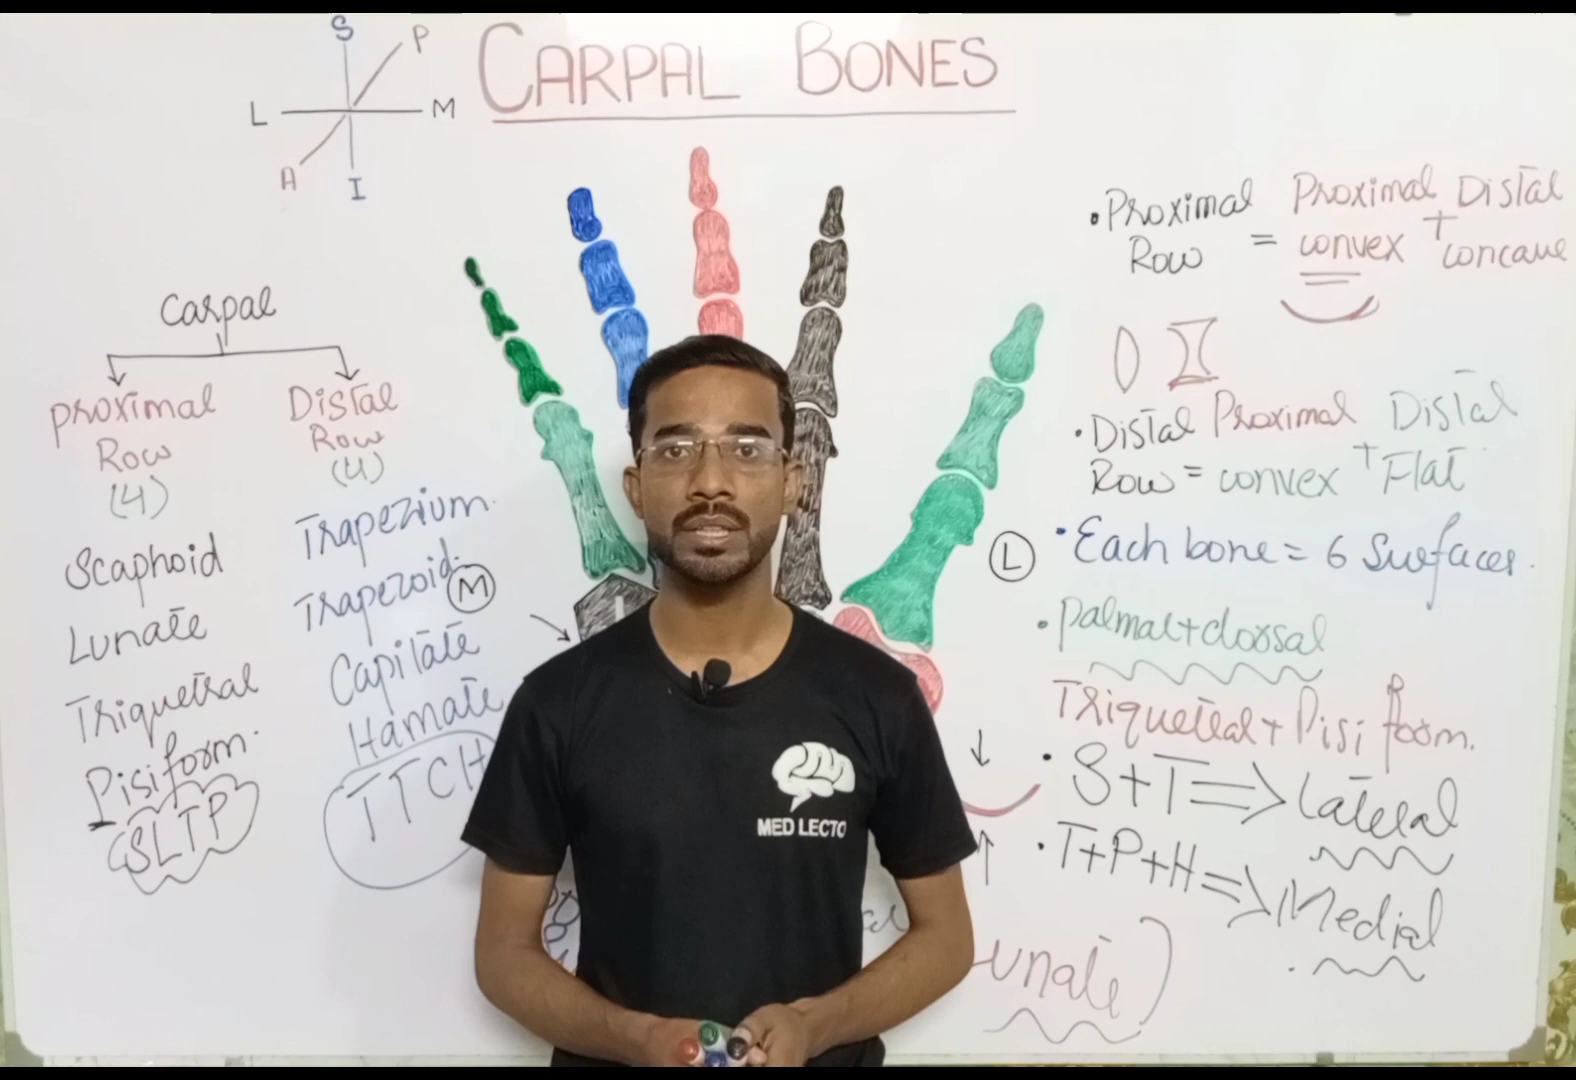 CARPAL BONES
S
P
L
M
A
I
Carpal
Proximal
Row
(4)
Scaphoid
Lunate
Triquetral
Pisiform.
SLTP
Distal
Row
(4)
Trapezium.
Trapezoid.
Capitate
Hamate
TTCH
M
L
MED LECTO
• Proximal Row = Proximal convex + Distal concave
• Distal Row = Proximal convex + Distal Flat
• Each bone = 6 Surfaces.
• Palmal+dorsal
Triquetral + Pisiform.
• S+T ⇒ Lateral
• T+P+H ⇒ Medial
unate)